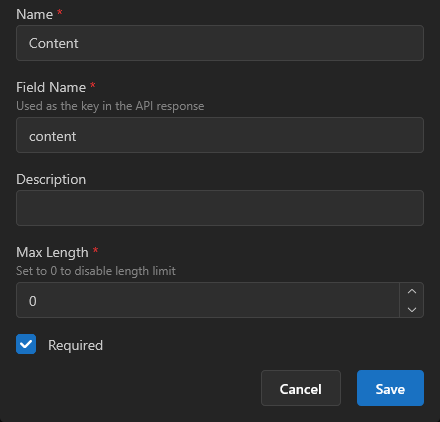 Name *
Content
Field Name *
Used as the key in the API response
content
Description
Max Length *
Set to 0 to disable length limit
0
Required
Cancel Save